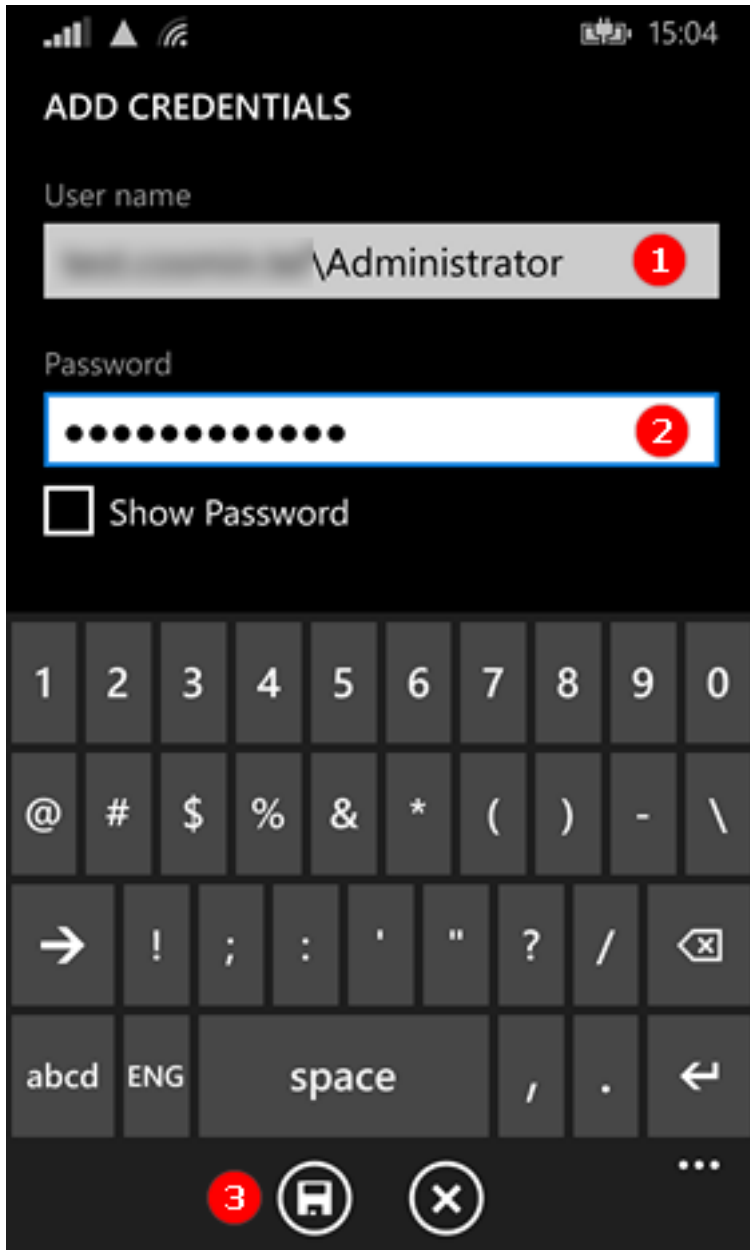 15:04
ADD CREDENTIALS
User name
\Administrator 1
Password
●●●●●●●●●●●● 2
Show Password
1 2 3 4 5 6 7 8 9 0
@ # $ % & * ( ) - \
→ ! ; : ' " ? /
abcd ENG space , .
3